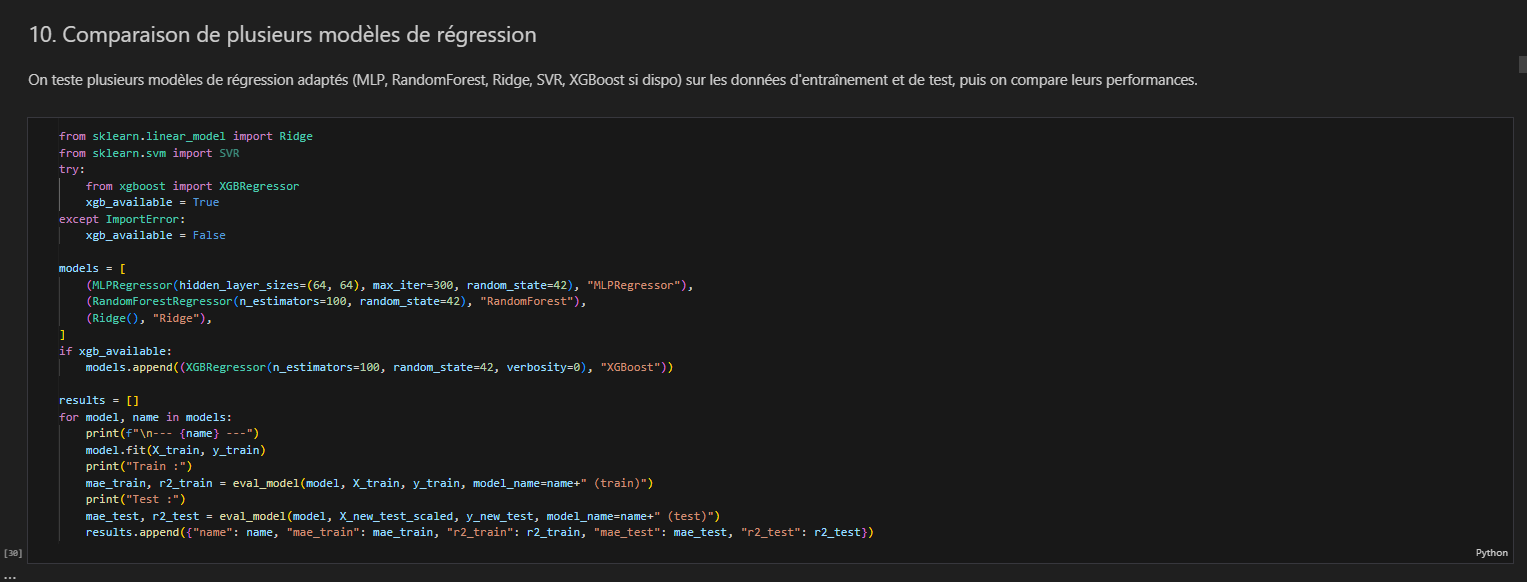 10. Comparaison de plusieurs modèles de régression
On teste plusieurs modèles de régression adaptés (MLP, RandomForest, Ridge, SVR, XGBoost si dispo) sur les données d'entraînement et de test, puis on compare leurs performances.
from sklearn.linear_model import Ridge
from sklearn.svm import SVR
try:
    from xgboost import XGBRegressor
    xgb_available = True
except ImportError:
    xgb_available = False

models = [
    (MLPRegressor(hidden_layer_sizes=(64, 64), max_iter=300, random_state=42), "MLPRegressor"),
    (RandomForestRegressor(n_estimators=100, random_state=42), "RandomForest"),
    (Ridge(), "Ridge"),
]
if xgb_available:
    models.append((XGBRegressor(n_estimators=100, random_state=42, verbosity=0), "XGBoost"))

results = []
for model, name in models:
    print(f"\n--- {name} ---")
    model.fit(X_train, y_train)
    print("Train :")
    mae_train, r2_train = eval_model(model, X_train, y_train, model_name=name+" (train)")
    print("Test :")
    mae_test, r2_test = eval_model(model, X_new_test_scaled, y_new_test, model_name=name+" (test)")
    results.append({"name": name, "mae_train": mae_train, "r2_train": r2_train, "mae_test": mae_test, "r2_test": r2_test})
[30]
Python
...